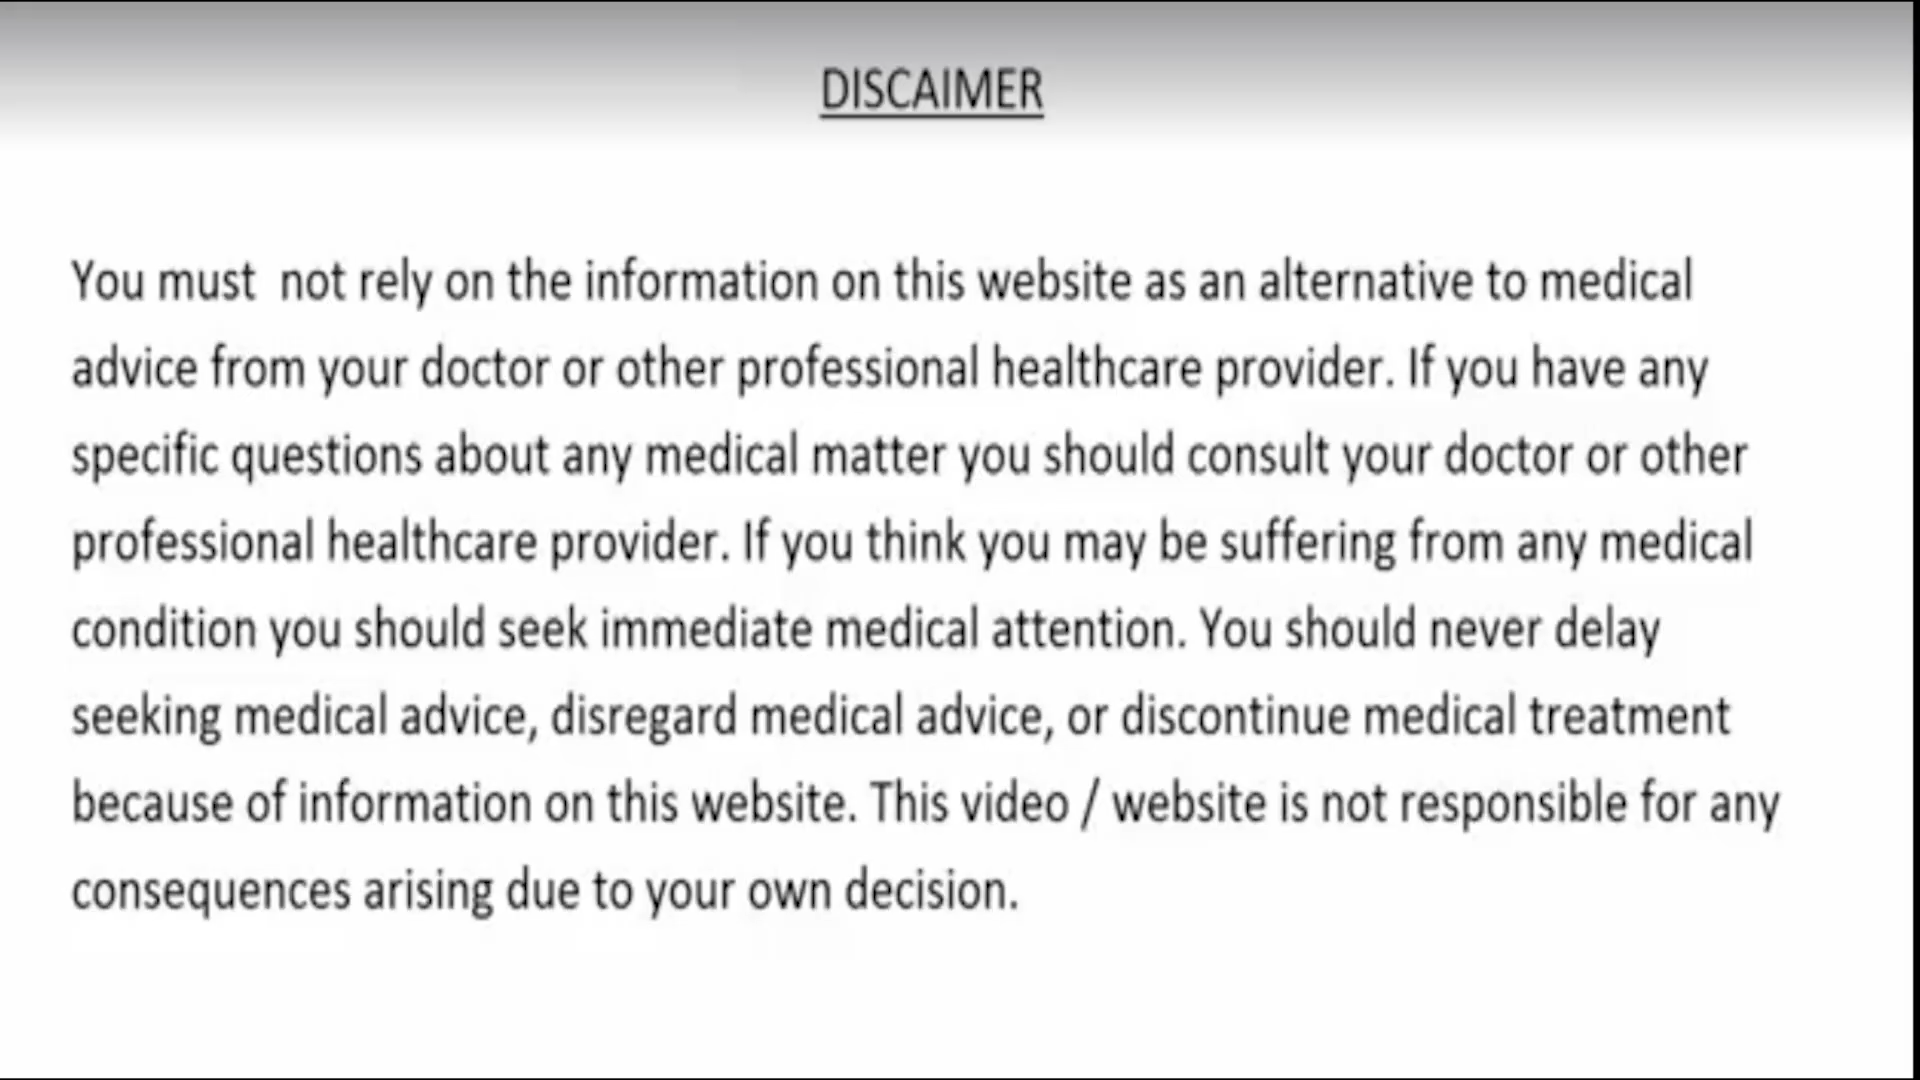 DISCAIMER
You must  not rely on the information on this website as an alternative to medical
advice from your doctor or other professional healthcare provider. If you have any
specific questions about any medical matter you should consult your doctor or other
professional healthcare provider. If you think you may be suffering from any medical
condition you should seek immediate medical attention. You should never delay
seeking medical advice, disregard medical advice, or discontinue medical treatment
because of information on this website. This video / website is not responsible for any
consequences arising due to your own decision.